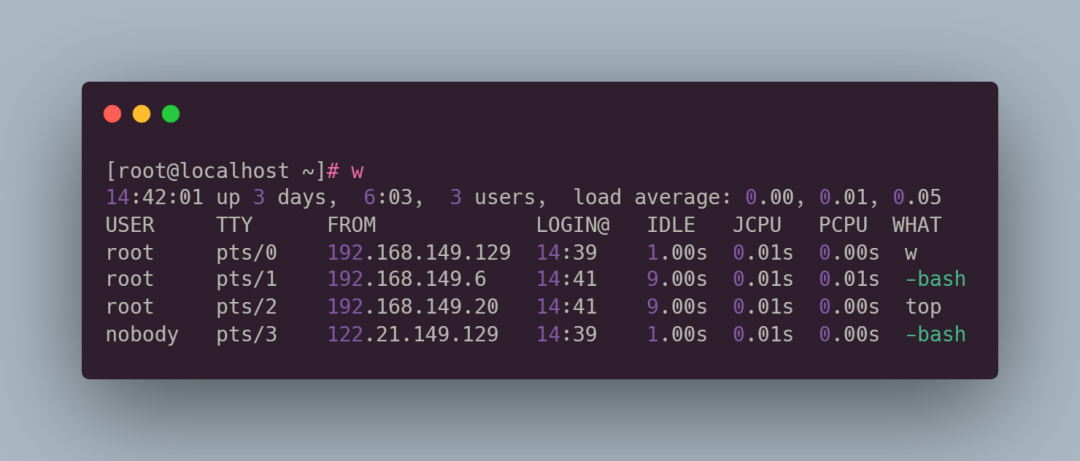 [root@localhost ~]# w
14:42:01 up 3 days,  6:03,  3 users,  load average: 0.00, 0.01, 0.05
USER     TTY      FROM             LOGIN@   IDLE   JCPU   PCPU  WHAT
root     pts/0    192.168.149.129  14:39    1.00s  0.01s  0.00s  w
root     pts/1    192.168.149.6    14:41    9.00s  0.01s  0.01s  -bash
root     pts/2    192.168.149.20   14:41    9.00s  0.01s  0.00s  top
nobody   pts/3    122.21.149.129   14:39    1.00s  0.01s  0.00s  -bash